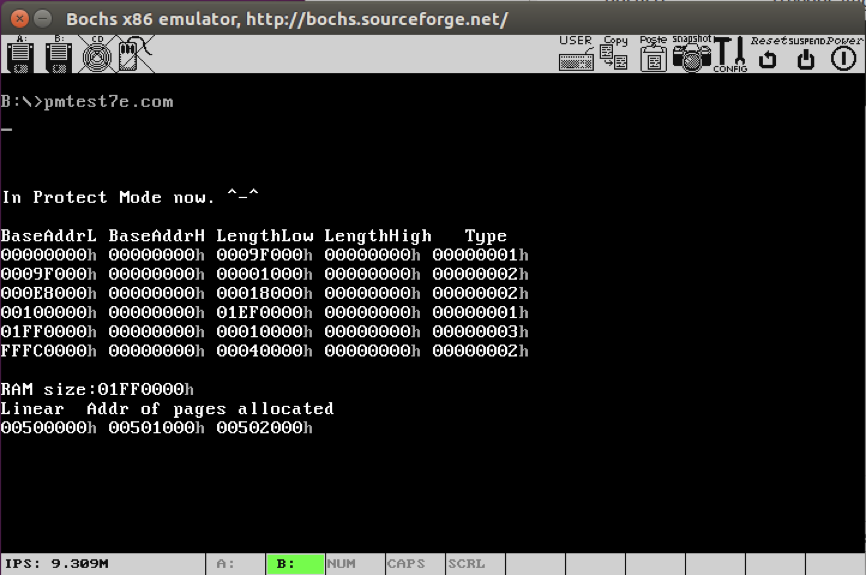 Bochs x86 emulator, http://bochs.sourceforge.net/
A: B: CD USER Copy Paste snapshot CONFIG Reset SUSPEND Power
B:\>pmtest7e.com
_
In Protect Mode now. ^-^
BaseAddrL BaseAddrH LengthLow LengthHigh Type
00000000h 00000000h 0009F000h 00000000h 00000001h
0009F000h 00000000h 00001000h 00000000h 00000002h
000E8000h 00000000h 00018000h 00000000h 00000002h
00100000h 00000000h 01EF0000h 00000000h 00000001h
01FF0000h 00000000h 00010000h 00000000h 00000003h
FFFC0000h 00000000h 00040000h 00000000h 00000002h
RAM size:01FF0000h
Linear Addr of pages allocated
00500000h 00501000h 00502000h
IPS: 9.309M A: B: NUM CAPS SCRL